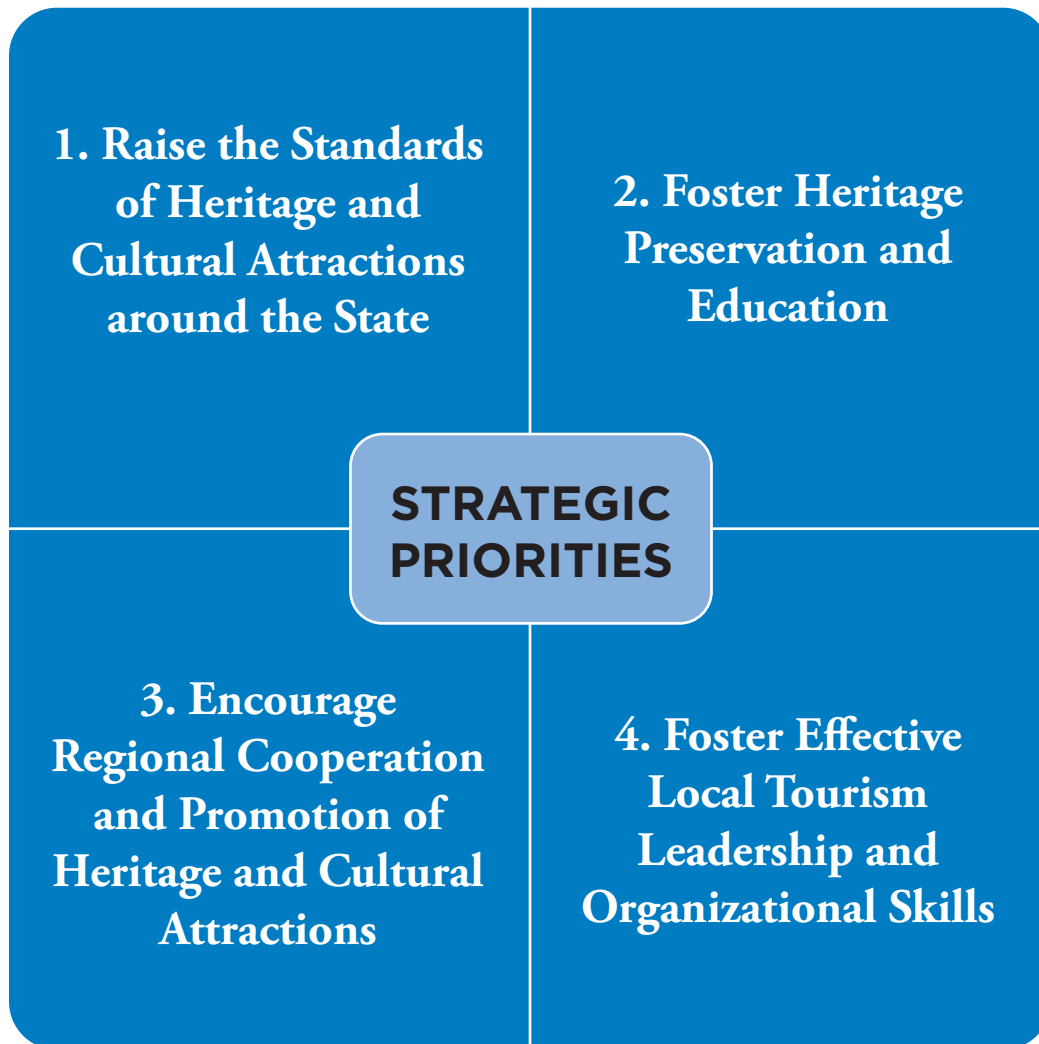 1. Raise the Standards
of Heritage and
Cultural Attractions
around the State
2. Foster Heritage
Preservation and
Education
STRATEGIC
PRIORITIES
3. Encourage
Regional Cooperation
and Promotion of
Heritage and Cultural
Attractions
4. Foster Effective
Local Tourism
Leadership and
Organizational Skills